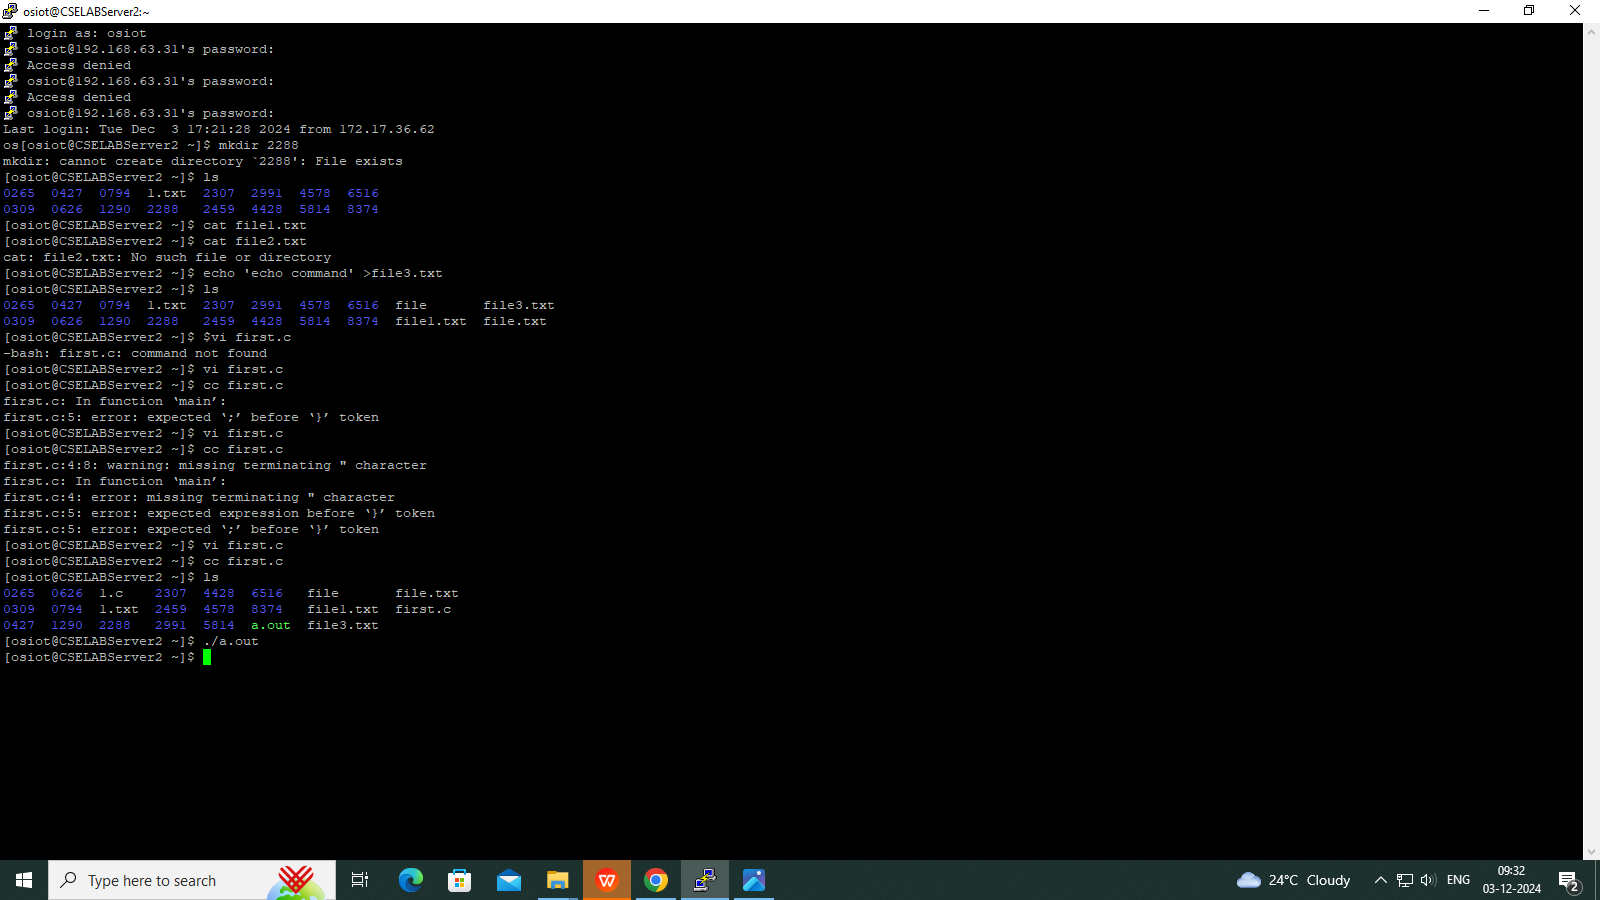 osiot@CSELABServer2:~
login as: osiot
osiot@192.168.63.31's password:
Access denied
osiot@192.168.63.31's password:
Access denied
osiot@192.168.63.31's password:
Last login: Tue Dec  3 17:21:28 2024 from 172.17.36.62
os[osiot@CSELABServer2 ~]$ mkdir 2288
mkdir: cannot create directory `2288': File exists
[osiot@CSELABServer2 ~]$ ls
0265  0427  0794  1.txt  2307  2991  4578  6516
0309  0626  1290  2288   2459  4428  5814  8374
[osiot@CSELABServer2 ~]$ cat file1.txt
[osiot@CSELABServer2 ~]$ cat file2.txt
cat: file2.txt: No such file or directory
[osiot@CSELABServer2 ~]$ echo 'echo command' >file3.txt
[osiot@CSELABServer2 ~]$ ls
0265  0427  0794  1.txt  2307  2991  4578  6516  file       file3.txt
0309  0626  1290  2288   2459  4428  5814  8374  file1.txt  file.txt
[osiot@CSELABServer2 ~]$ $vi first.c
-bash: first.c: command not found
[osiot@CSELABServer2 ~]$ vi first.c
[osiot@CSELABServer2 ~]$ cc first.c
first.c: In function ‘main’:
first.c:5: error: expected ‘;’ before ‘}’ token
[osiot@CSELABServer2 ~]$ vi first.c
[osiot@CSELABServer2 ~]$ cc first.c
first.c:4:8: warning: missing terminating " character
first.c: In function ‘main’:
first.c:4: error: missing terminating " character
first.c:5: error: expected expression before ‘}’ token
first.c:5: error: expected ‘;’ before ‘}’ token
[osiot@CSELABServer2 ~]$ vi first.c
[osiot@CSELABServer2 ~]$ cc first.c
[osiot@CSELABServer2 ~]$ ls
0265  0626  1.c    2307  4428  6516   file       file.txt
0309  0794  1.txt  2459  4578  8374   file1.txt  first.c
0427  1290  2288   2991  5814  a.out  file3.txt
[osiot@CSELABServer2 ~]$ ./a.out
[osiot@CSELABServer2 ~]$
Type here to search
W
24°C Cloudy
ENG
09:32
03-12-2024
2